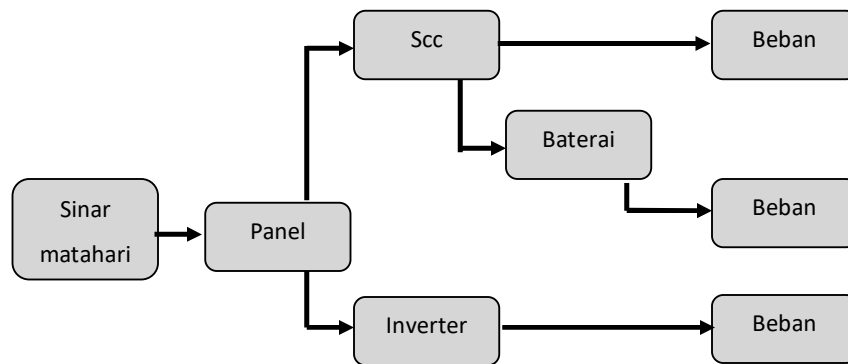 Scc
Beban
Baterai
Sinar
matahari
Panel
Beban
Inverter
Beban